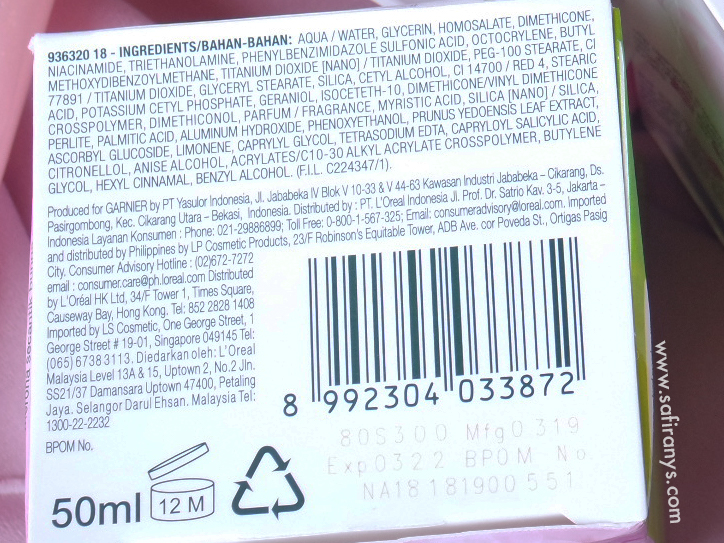 936320 18 - INGREDIENTS/BAHAN-BAHAN: AQUA / WATER, GLYCERIN, HOMOSALATE, DIMETHICONE,
NIACINAMIDE, TRIETHANOLAMINE, PHENYLBENZIMIDAZOLE SULFONIC ACID, OCTOCRYLENE, BUTYL
METHOXYDIBENZOYLMETHANE, TITANIUM DIOXIDE [NANO] / TITANIUM DIOXIDE, PEG-100 STEARATE, CI
77891 / TITANIUM DIOXIDE, GLYCERYL STEARATE, SILICA, CETYL ALCOHOL, CI 14700 / RED 4, STEARIC
ACID, POTASSIUM CETYL PHOSPHATE, GERANIOL, ISOCETETH-10, DIMETHICONE/VINYL DIMETHICONE
CROSSPOLYMER, DIMETHICONOL, PARFUM / FRAGRANCE, MYRISTIC ACID, SILICA [NANO] / SILICA,
PERLITE, PALMITIC ACID, ALUMINUM HYDROXIDE, PHENOXYETHANOL, PRUNUS YEDOENSIS LEAF EXTRACT,
ASCORBYL GLUCOSIDE, LIMONENE, CAPRYLYL GLYCOL, TETRASODIUM EDTA, CAPRYLOYL SALICYLIC ACID,
CITRONELLOL, ANISE ALCOHOL, ACRYLATES/C10-30 ALKYL ACRYLATE CROSSPOLYMER, BUTYLENE
GLYCOL, HEXYL CINNAMAL, BENZYL ALCOHOL. (F.I.L. C224347/1).
Produced for GARNIER by PT Yasulor Indonesia, Jl. Jababeka IV Blok V 10-33 & V 44-63 Kawasan Industri Jababeka – Cikarang, Ds.
Pasirgombong, Kec. Cikarang Utara – Bekasi, Indonesia. Distributed by : PT. L'Oreal Indonesia Jl. Prof. Dr. Satrio Kav. 3-5, Jakarta –
Indonesia Layanan Konsumen : Phone: 021-29886899; Toll Free: 0-800-1-567-325; Email: consumeradvisory@loreal.com. Imported
and distributed by Philippines by LP Cosmetic Products, 23/F Robinson's Equitable Tower, ADB Ave. cor Poveda St., Ortigas Pasig
City. Consumer Advisory Hotline : (02)672-7272
email : consumer.care@ph.loreal.com Distributed
by L'Oréal HK Ltd, 34/F Tower 1, Times Square,
Causeway Bay, Hong Kong. Tel: 852 2828 1408
Imported by LS Cosmetic, One George Street, 1
George Street # 19-01, Singapore 049145 Tel:
(065) 6738 3113. Diedarkan oleh: L'Oreal
Malaysia Level 13A & 15, Uptown 2, No.2 Jln.
SS21/37 Damansara Uptown 47400, Petaling
Jaya. Selangor Darul Ehsan. Malaysia Tel:
1300-22-2232
BPOM No.
8 992304 033872
80S300 Mfg0319
Exp0322 BPOM No.
NA18181900551
50ml
12 M
www.safiranys.com